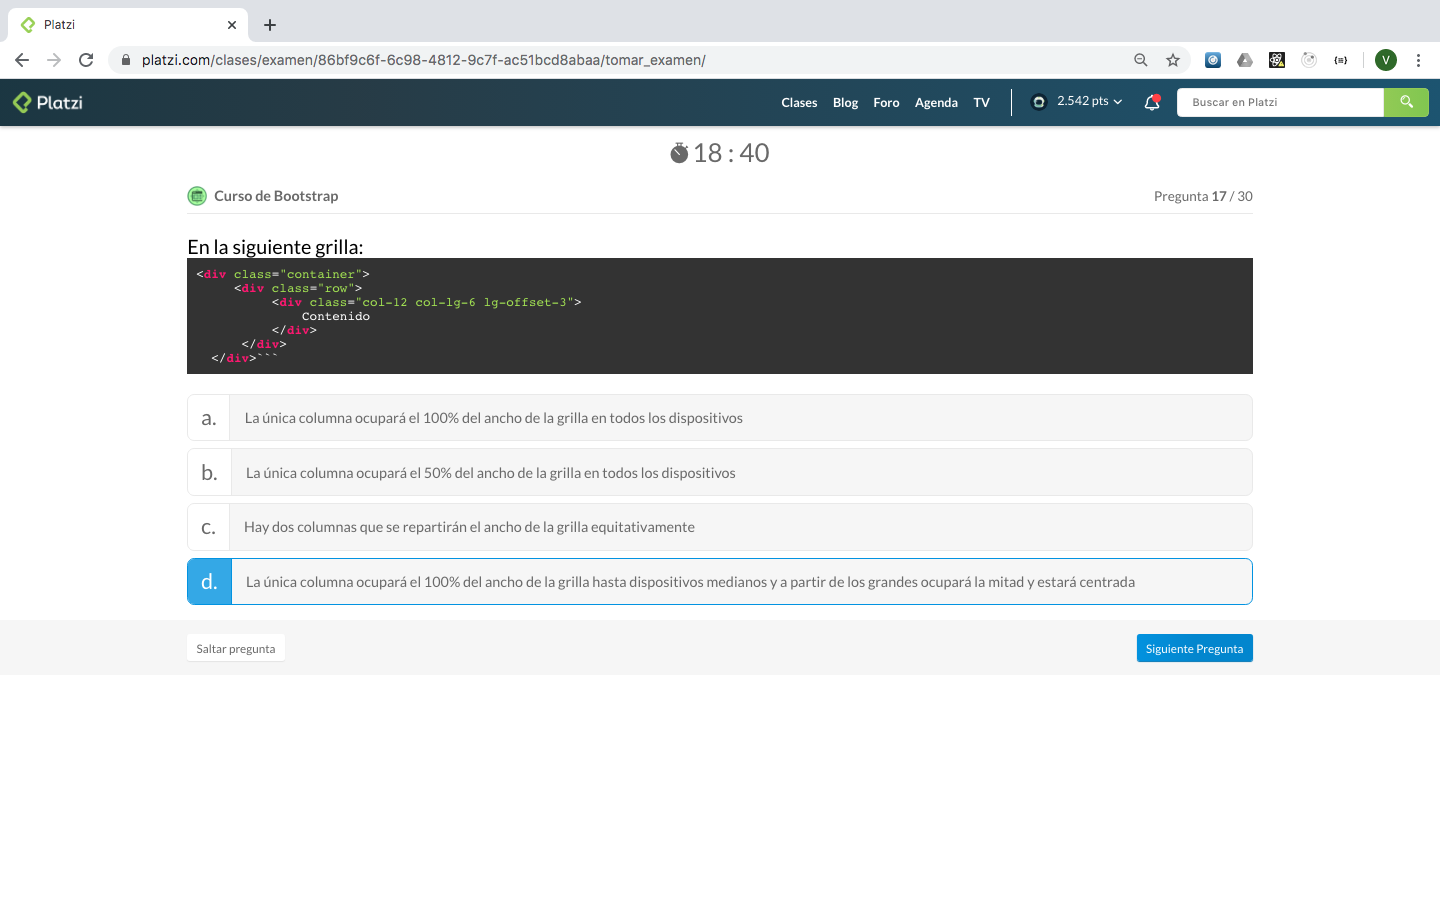 Platzi
platzi.com/clases/examen/86bf9c6f-6c98-4812-9c7f-ac51bcd8abaa/tomar_examen/
V
Platzi
Clases Blog Foro Agenda TV 2.542 pts Buscar en Platzi
18 : 40
Curso de Bootstrap Pregunta 17 / 30
En la siguiente grilla:
<div class="container">
<div class="row">
<div class="col-12 col-lg-6 lg-offset-3">
Contenido
</div>
</div>
</div>```
a. La única columna ocupará el 100% del ancho de la grilla en todos los dispositivos
b. La única columna ocupará el 50% del ancho de la grilla en todos los dispositivos
c. Hay dos columnas que se repartirán el ancho de la grilla equitativamente
d. La única columna ocupará el 100% del ancho de la grilla hasta dispositivos medianos y a partir de los grandes ocupará la mitad y estará centrada
Saltar pregunta Siguiente Pregunta